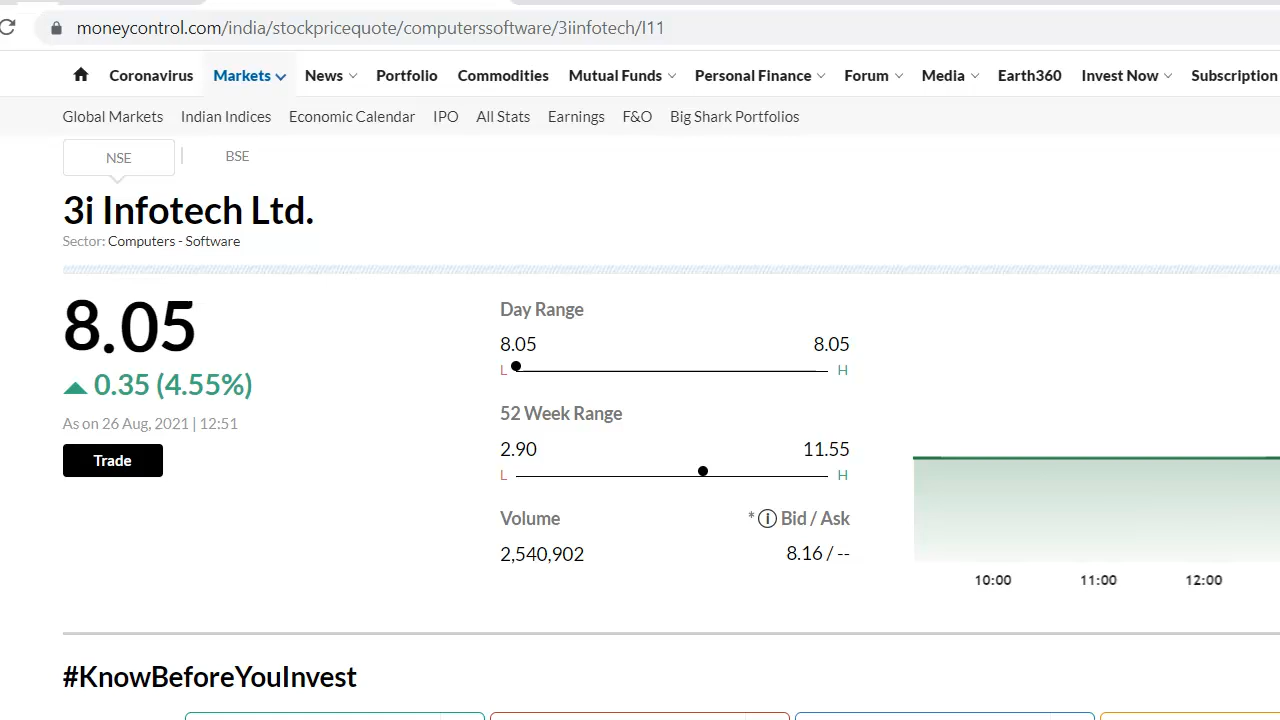 moneycontrol.com/india/stockpricequote/computerssoftware/3iinfotech/I11
Coronavirus Markets News Portfolio Commodities Mutual Funds Personal Finance Forum Media Earth360 Invest Now Subscription
Global Markets Indian Indices Economic Calendar IPO All Stats Earnings F&O Big Shark Portfolios
NSE BSE
3i Infotech Ltd.
Sector: Computers - Software
8.05
0.35 (4.55%)
As on 26 Aug, 2021 | 12:51
Trade
Day Range
8.05 8.05
L H
52 Week Range
2.90 11.55
L H
Volume * i Bid / Ask
2,540,902 8.16 / --
10:00 11:00 12:00
#KnowBeforeYouInvest